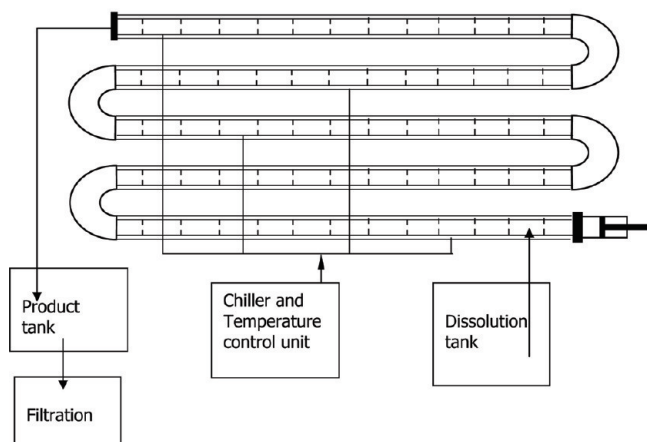 Product
tank
Filtration
Chiller and
Temperature
control unit
Dissolution
tank